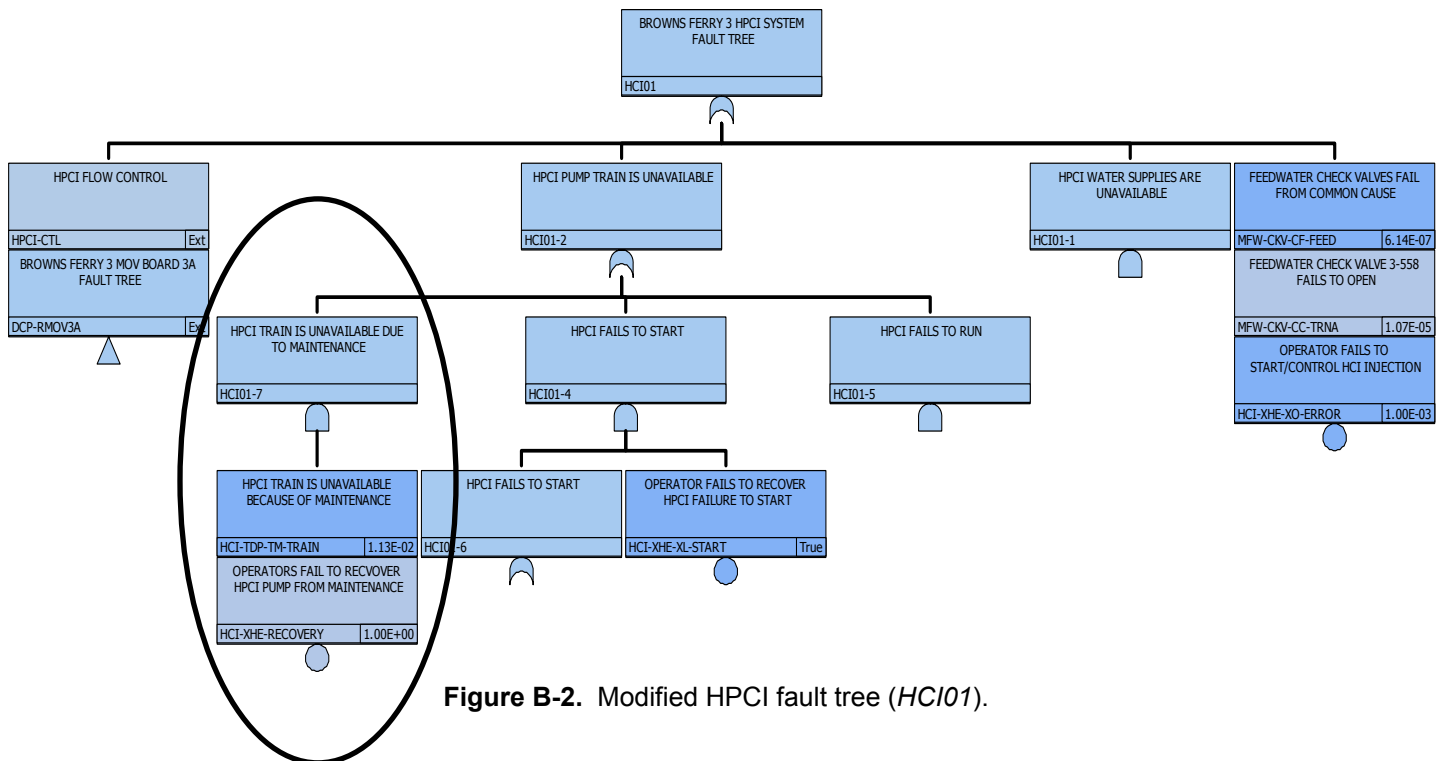 BROWNS FERRY 3 HPCI SYSTEM
FAULT TREE
HCI01
HPCI FLOW CONTROL
HPCI-CTL Ext
BROWNS FERRY 3 MOV BOARD 3A
FAULT TREE
DCP-RMOV3A Ext
HPCI PUMP TRAIN IS UNAVAILABLE
HCI01-2
HPCI WATER SUPPLIES ARE
UNAVAILABLE
HCI01-1
FEEDWATER CHECK VALVES FAIL
FROM COMMON CAUSE
MFW-CKV-CF-FEED 6.14E-07
FEEDWATER CHECK VALVE 3-558
FAILS TO OPEN
MFW-CKV-CC-TRNA 1.07E-05
OPERATOR FAILS TO
START/CONTROL HCI INJECTION
HCI-XHE-XO-ERROR 1.00E-03
HPCI TRAIN IS UNAVAILABLE DUE
TO MAINTENANCE
HCI01-7
HPCI FAILS TO START
HCI01-4
HPCI FAILS TO RUN
HCI01-5
HPCI TRAIN IS UNAVAILABLE
BECAUSE OF MAINTENANCE
HCI-TDP-TM-TRAIN 1.13E-02
OPERATORS FAIL TO RECVOVER
HPCI PUMP FROM MAINTENANCE
HCI-XHE-RECOVERY 1.00E+00
HPCI FAILS TO START
HCI01-6
OPERATOR FAILS TO RECOVER
HPCI FAILURE TO START
HCI-XHE-XL-START True
Figure B-2. Modified HPCI fault tree (HCI01).